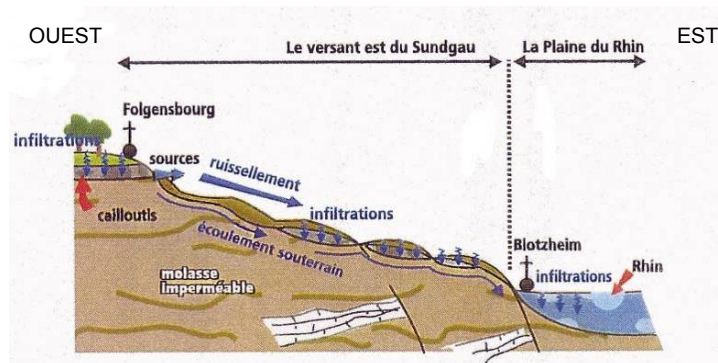 OUEST
EST
Le versant est du Sundgau
La Plaine du Rhin
Folgensbourg
infiltrations
sources
ruissellement
cailloutis
infiltrations
écoulement souterrain
Blotzheim
infiltrations
Rhin
molasse
Imperméable